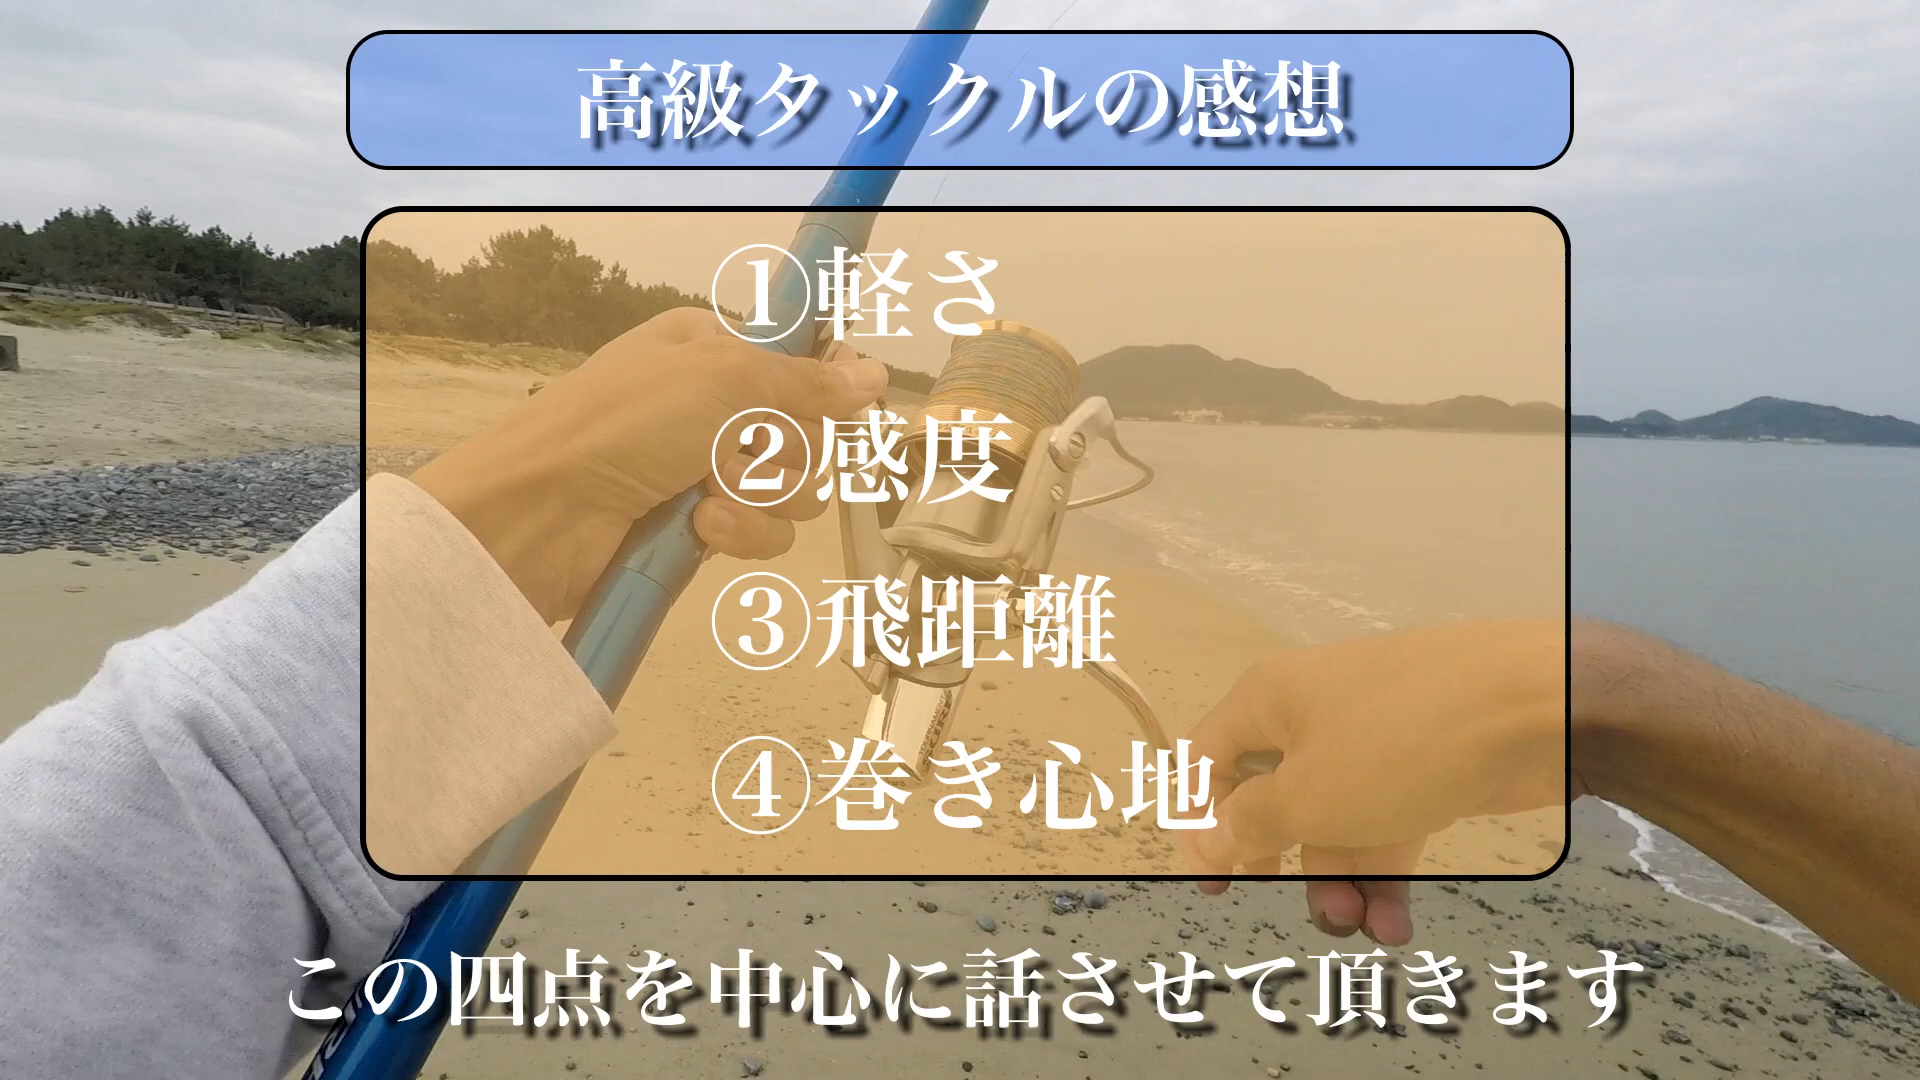 高級タックルの感想
①軽さ
②感度
③飛距離
④巻き心地
この四点を中心に話させて頂きます